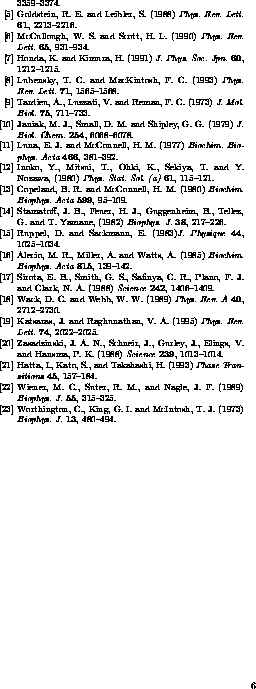 3359–3374.
[5] Goldstein, R. E. and Leibler, S. (1988) Phys. Rev. Lett.
61, 2213–2216.
[6] McCullough, W. S. and Scott, H. L. (1990) Phys. Rev.
Lett. 65, 931–934.
[7] Honda, K. and Kimura, H. (1991) J. Phys. Soc. Jpn. 60,
1212–1215.
[8] Lubensky, T. C. and MacKintosh, F. C. (1993) Phys.
Rev. Lett. 71, 1565–1568.
[9] Tardieu, A., Luzzati, V. and Reman, F. C. (1973) J. Mol.
Biol. 75, 711–733.
[10] Janiak, M. J., Small, D. M. and Shipley, G. G. (1979) J.
Biol. Chem. 254, 6068–6078.
[11] Luna, E. J. and McConnell, H. M. (1977) Biochim. Bio-
phys. Acta 466, 381–392.
[12] Inoko, Y., Mitsui, T., Ohki, K., Sekiya, T. and Y.
Nozawa, (1980) Phys. Stat. Sol. (a) 61, 115–121.
[13] Copeland, B. R. and McConnell, H. M. (1980) Biochim.
Biophys. Acta 599, 95–109.
[14] Stamatoff, J. B., Feuer, H. J., Guggenheim, B., Tellez,
G. and T. Yamane, (1982) Biophys. J. 38, 217–226.
[15] Ruppel, D. and Sackmann, E. (1983)J. Physique 44,
1025–1034.
[16] Alecio, M. R., Miller, A. and Watts, A. (1985) Biochim.
Biophys. Acta 815, 139–142.
[17] Sirota, E. B., Smith, G. S., Safinya, C. R., Plano, F. J.
and Clark, N. A. (1988) Science 242, 1406–1409.
[18] Wack, D. C. and Webb, W. W. (1989) Phys. Rev. A 40,
2712–2730.
[19] Katsaras, J. and Raghunathan, V. A. (1995) Phys. Rev.
Lett. 74, 2022–2025.
[20] Zasadzinski, J. A. N., Schneir, J., Gurley, J., Elings, V.
and Hansma, P. K. (1988) Science 239, 1013–1014.
[21] Hatta, I., Kato, S., and Takahashi, H. (1993) Phase Tran-
sitions 45, 157–184.
[22] Wiener, M. C., Suter, R. M., and Nagle, J. F. (1989)
Biophys. J. 55, 315–325.
[23] Worthington, C., King, G. I. and McIntosh, T. J. (1973)
Biophys. J. 13, 480–494.
6